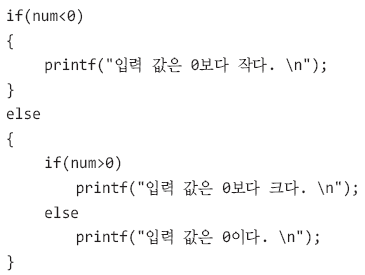 if(num<0)
{
    printf("입력 값은 0보다 작다. \n");
}
else
{
    if(num>0)
        printf("입력 값은 0보다 크다. \n");
    else
        printf("입력 값은 0이다. \n");
}